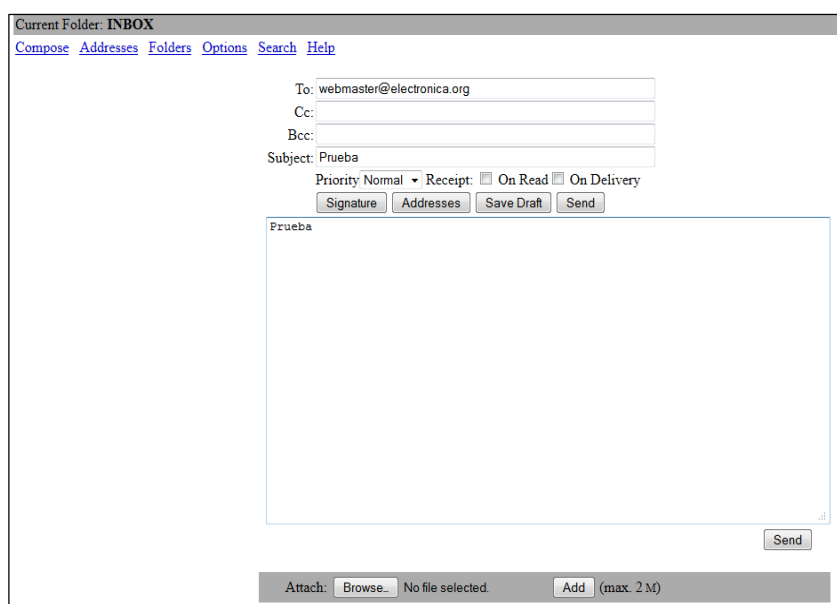 Current Folder: INBOX
Compose Addresses Folders Options Search Help
To: webmaster@electronica.org
Cc:
Bcc:
Subject: Prueba
Priority Normal Receipt: On Read On Delivery
Signature Addresses Save Draft Send
Prueba
Send
Attach: Browse_ No file selected. Add (max. 2 M)